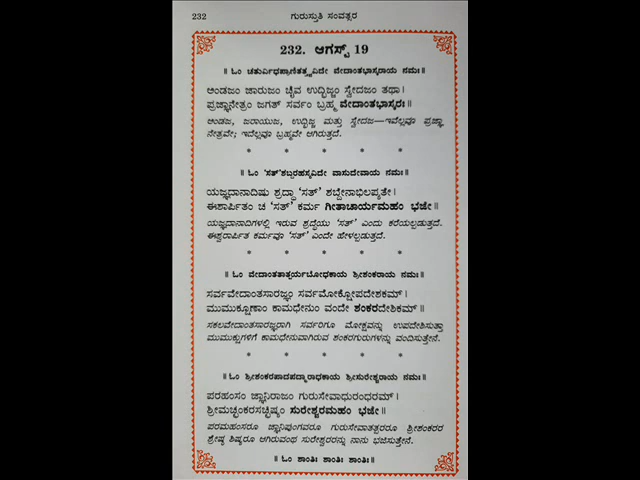 232
ಗುರುಸ್ತುತಿ ಸಂವತ್ಸರ
232. ಆಗಸ್ಟ್ 19
॥ ಓಂ ಚತುರ್ವಿಧಪ್ರಾಣಿತತ್ತ್ವವಿದೇ ವೇದಾಂತಭಾಸ್ಕರಾಯ ನಮಃ ॥
ಅಂಡಜಂ ಜಾರುಜಂ ಚೈವ ಉದ್ಭಿಜ್ಜಂ ಸ್ವೇದಜಂ ತಥಾ ।
ಪ್ರಜ್ಞಾನೇತ್ರಂ ಜಗತ್ ಸರ್ವಂ ಬ್ರಹ್ಮ ವೇದಾಂತಭಾಸ್ಕರಃ ॥
ಅಂಡಜ, ಜರಾಯುಜ, ಉದ್ಭಿಜ್ಜ ಮತ್ತು ಸ್ವೇದಜ—ಇವೆಲ್ಲವೂ ಪ್ರಜ್ಞಾ
ನೇತ್ರವೇ; ಇದೆಲ್ಲವೂ ಬ್ರಹ್ಮವೇ ಆಗಿರುತ್ತದೆ.
* * * * *
॥ ಓಂ ‘ಸತ್’ಶಬ್ದರಹಸ್ಯವಿದೇ ವಾಸುದೇವಾಯ ನಮಃ ॥
ಯಜ್ಞದಾನಾದಿಷು ಶ್ರದ್ಧಾ ‘ಸತ್’ ಶಬ್ದೇನಾಭಿಲಪ್ಯತೇ ।
ಈಶಾರ್ಪಿತಂ ಚ ‘ಸತ್’ ಕರ್ಮ ಗೀತಾಚಾರ್ಯಮಹಂ ಭಜೇ ॥
ಯಜ್ಞದಾನಾದಿಗಳಲ್ಲಿ ಇರುವ ಶ್ರದ್ಧೆಯು ‘ಸತ್’ ಎಂದು ಕರೆಯಲ್ಪಡುತ್ತದೆ.
ಈಶ್ವರಾರ್ಪಿತ ಕರ್ಮವೂ ‘ಸತ್’ ಎಂದೇ ಹೇಳಲ್ಪಡುತ್ತದೆ.
* * * * *
॥ ಓಂ ವೇದಾಂತತಾತ್ಪರ್ಯಬೋಧಕಾಯ ಶ್ರೀಶಂಕರಾಯ ನಮಃ ॥
ಸರ್ವವೇದಾಂತಸಾರಜ್ಞಂ ಸರ್ವಮೋಕ್ಷೋಪದೇಶಕಮ್ ।
ಮುಮುಕ್ಷೂಣಾಂ ಕಾಮಧೇನುಂ ವಂದೇ ಶಂಕರದೇಶಿಕಮ್ ॥
ಸಕಲವೇದಾಂತಸಾರಜ್ಞರಾಗಿ ಸರ್ವರಿಗೂ ಮೋಕ್ಷವನ್ನು ಉಪದೇಶಿಸುತ್ತಾ
ಮುಮುಕ್ಷುಗಳಿಗೆ ಕಾಮಧೇನುವಾಗಿರುವ ಶಂಕರಗುರುಗಳನ್ನು ವಂದಿಸುತ್ತೇನೆ.
* * * * *
॥ ಓಂ ಶ್ರೀಶಂಕರಪಾದಪದ್ಮಾರಾಧಕಾಯ ಶ್ರೀಸುರೇಶ್ವರಾಯ ನಮಃ ॥
ಪರಹಂಸಂ ಜ್ಞಾನಿರಾಜಂ ಗುರುಸೇವಾಧುರಂಧರಮ್ ।
ಶ್ರೀಮಚ್ಛಂಕರಸಚ್ಛಿಷ್ಯಂ ಸುರೇಶ್ವರಮಹಂ ಭಜೇ ॥
ಪರಮಹಂಸರೂ ಜ್ಞಾನಿಪುಂಗವರೂ ಗುರುಸೇವಾತತ್ಪರರೂ ಶ್ರೀಶಂಕರರ
ಶ್ರೇಷ್ಠ ಶಿಷ್ಯರೂ ಆಗಿರುವಂಥ ಸುರೇಶ್ವರರನ್ನು ನಾನು ಭಜಿಸುತ್ತೇನೆ.
॥ ಓಂ ಶಾಂತಿಃ ಶಾಂತಿಃ ಶಾಂತಿಃ ॥